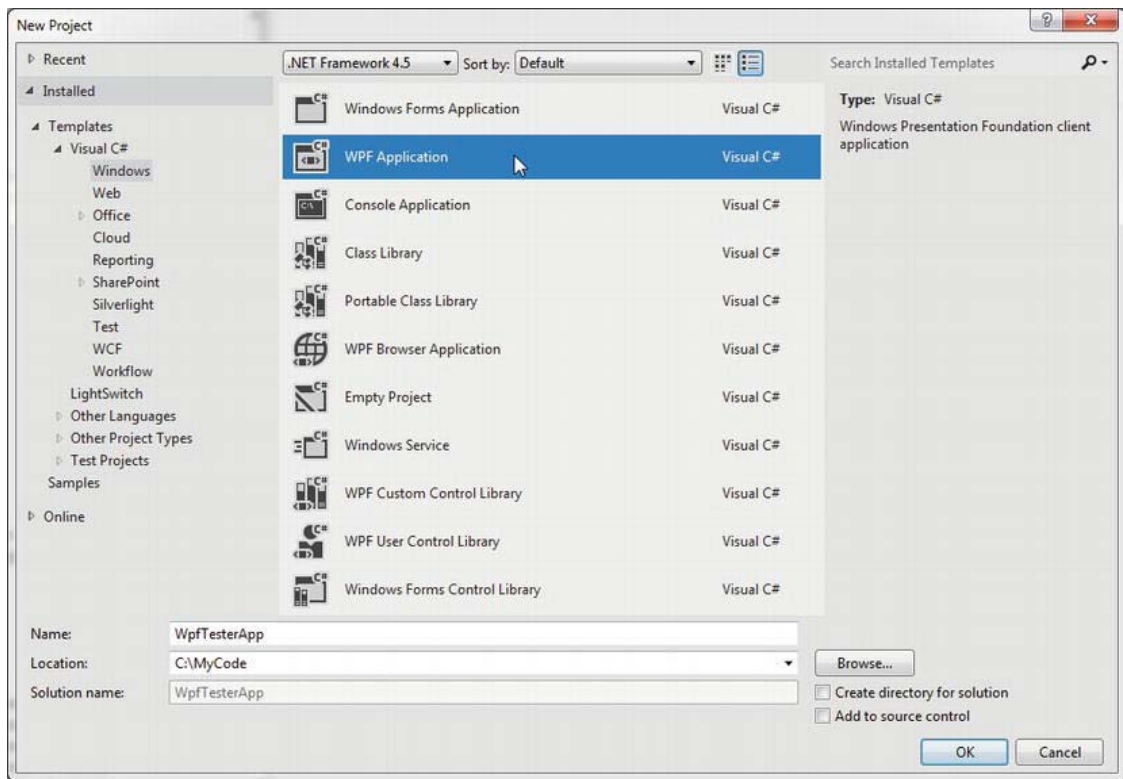 New Project
Recent
Installed
Templates
Visual C#
Windows
Web
Office
Cloud
Reporting
SharePoint
Silverlight
Test
WCF
Workflow
LightSwitch
Other Languages
Other Project Types
Test Projects
Samples
Online
.NET Framework 4.5 Sort by: Default
Windows Forms Application Visual C#
WPF Application Visual C#
Console Application Visual C#
Class Library Visual C#
Portable Class Library Visual C#
WPF Browser Application Visual C#
Empty Project Visual C#
Windows Service Visual C#
WPF Custom Control Library Visual C#
WPF User Control Library Visual C#
Windows Forms Control Library Visual C#
Search Installed Templates
Type: Visual C#
Windows Presentation Foundation client
application
Name: WpfTesterApp
Location: C:\MyCode
Browse...
Solution name: WpfTesterApp
Create directory for solution
Add to source control
OK Cancel